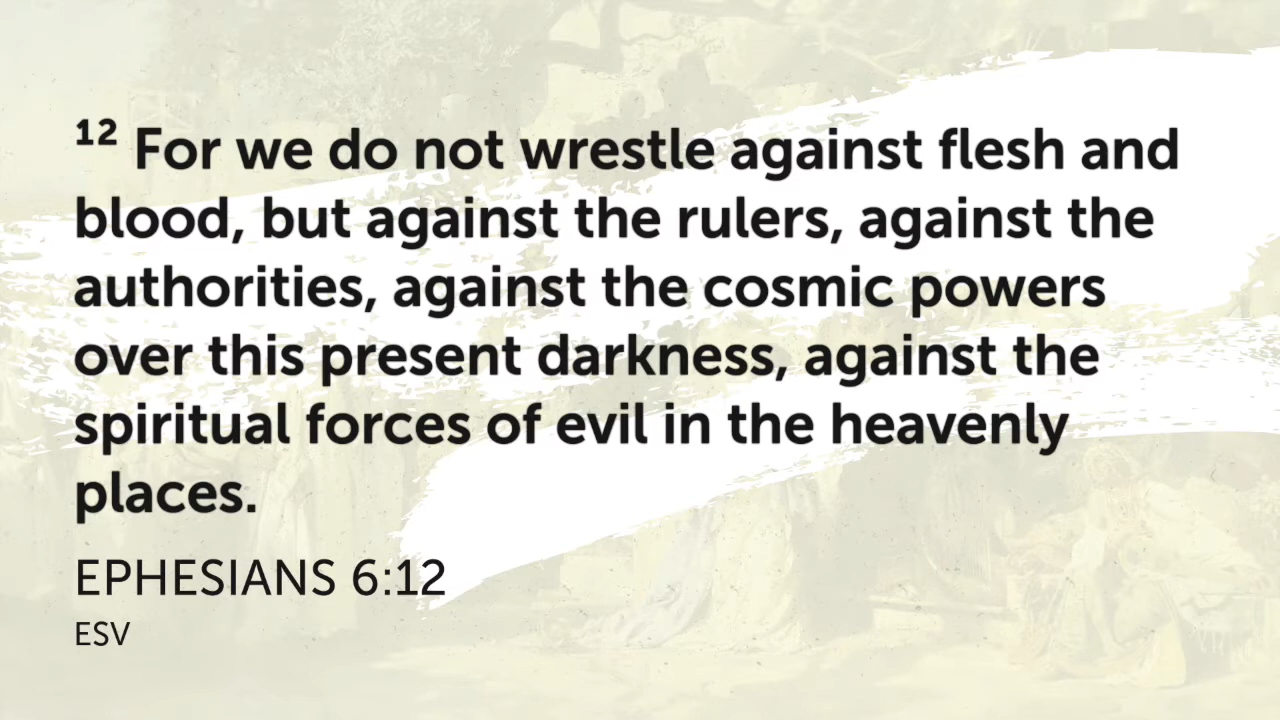 ¹² For we do not wrestle against flesh and
blood, but against the rulers, against the
authorities, against the cosmic powers
over this present darkness, against the
spiritual forces of evil in the heavenly
places.
EPHESIANS 6:12
ESV